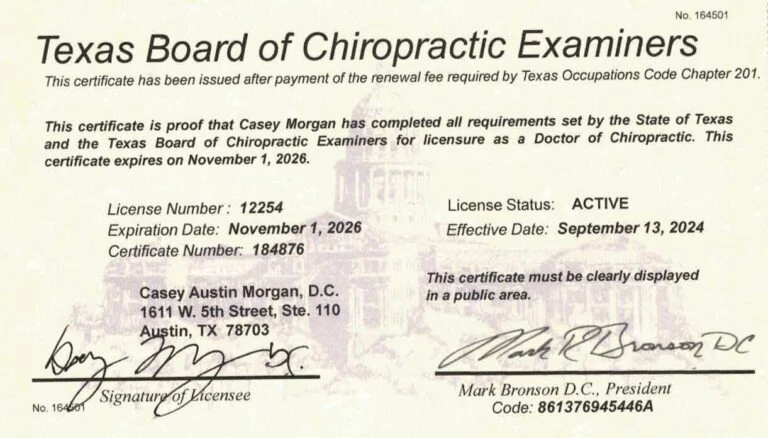 No. 164501
Texas Board of Chiropractic Examiners
This certificate has been issued after payment of the renewal fee required by Texas Occupations Code Chapter 201.
This certificate is proof that Casey Morgan has completed all requirements set by the State of Texas
and the Texas Board of Chiropractic Examiners for licensure as a Doctor of Chiropractic. This
certificate expires on November 1, 2026.
License Number : 12254
Expiration Date: November 1, 2026
Certificate Number: 184876
License Status: ACTIVE
Effective Date: September 13, 2024
Casey Austin Morgan, D.C.
1611 W. 5th Street, Ste. 110
Austin, TX 78703
This certificate must be clearly displayed
in a public area.
Mark R Bronson DC
Signature of Licensee
No. 164501
Mark Bronson D.C., President
Code: 861376945446A